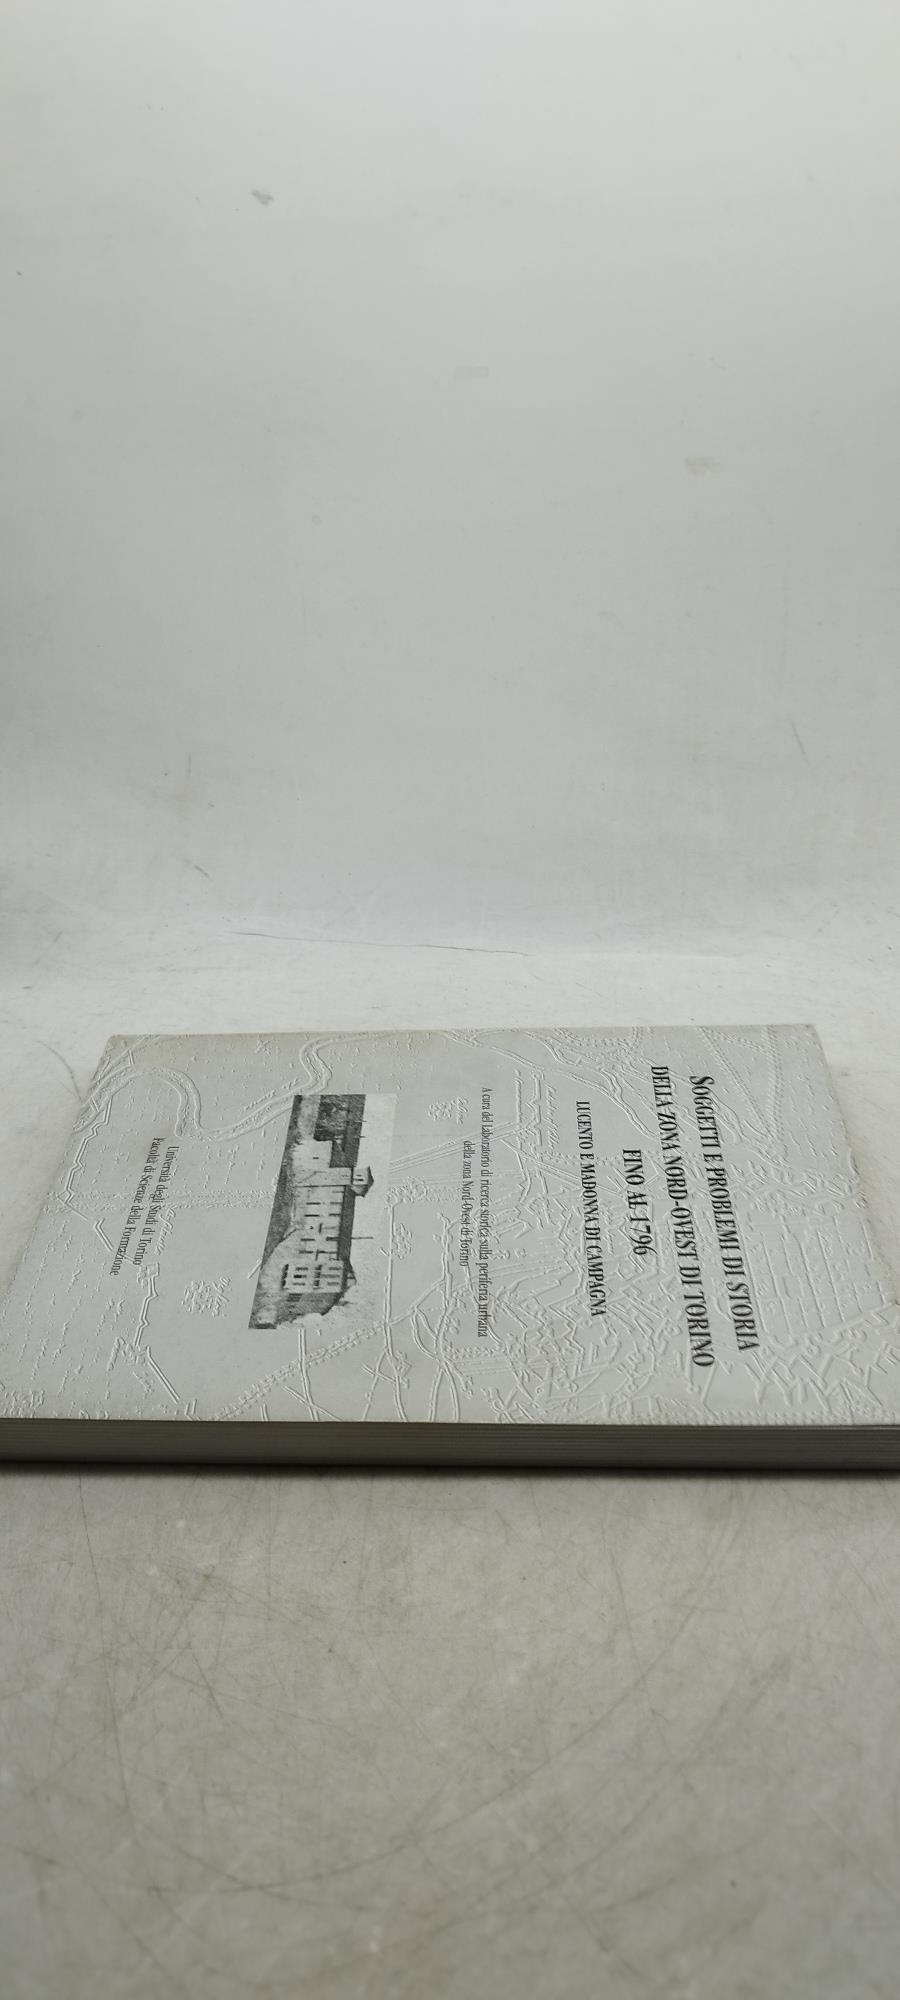 SOGGETTI E PROBLEMI DI STORIA
DELLA ZONA NORD-OVEST DI TORINO
FINO AL 1796
LUCENTO E MADONNA DI CAMPAGNA
A cura del Laboratorio di ricerca storica sulla periferia urbana
della zona Nord-Ovest di Torino
Università degli Studi di Torino
Facoltà di Scienze della Formazione